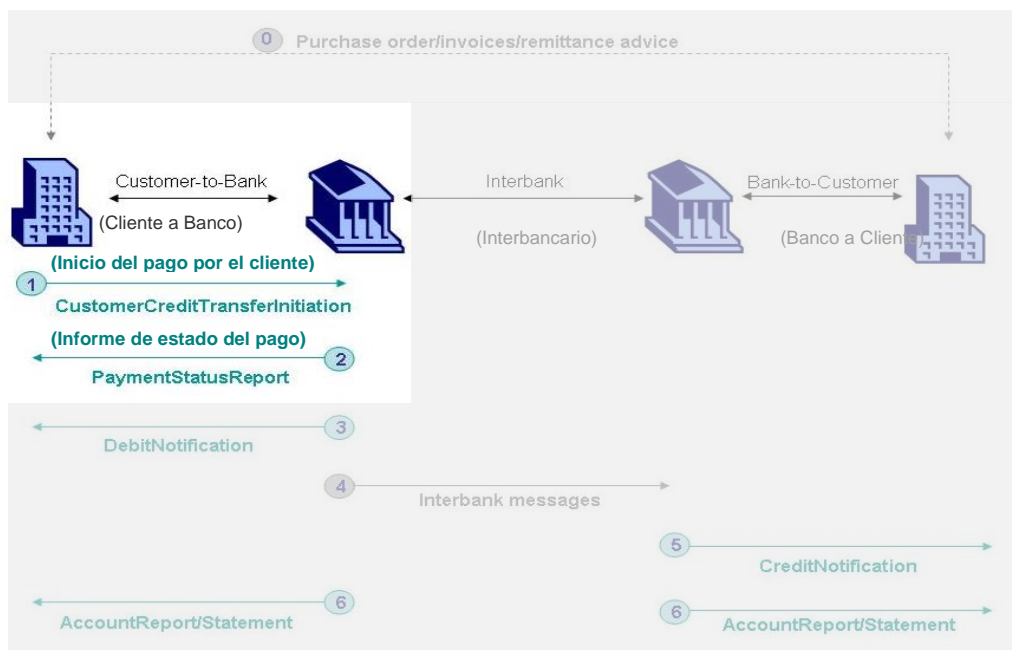 0 Purchase order/invoices/remittance advice
Customer-to-Bank
(Cliente a Banco)
Interbank
(Interbancario)
Bank-to-Customer
(Banco a Cliente)
(Inicio del pago por el cliente)
1
CustomerCreditTransferInitiation
(Informe de estado del pago)
2
PaymentStatusReport
3
DebitNotification
4
Interbank messages
5
CreditNotification
6
AccountReport/Statement
6
AccountReport/Statement